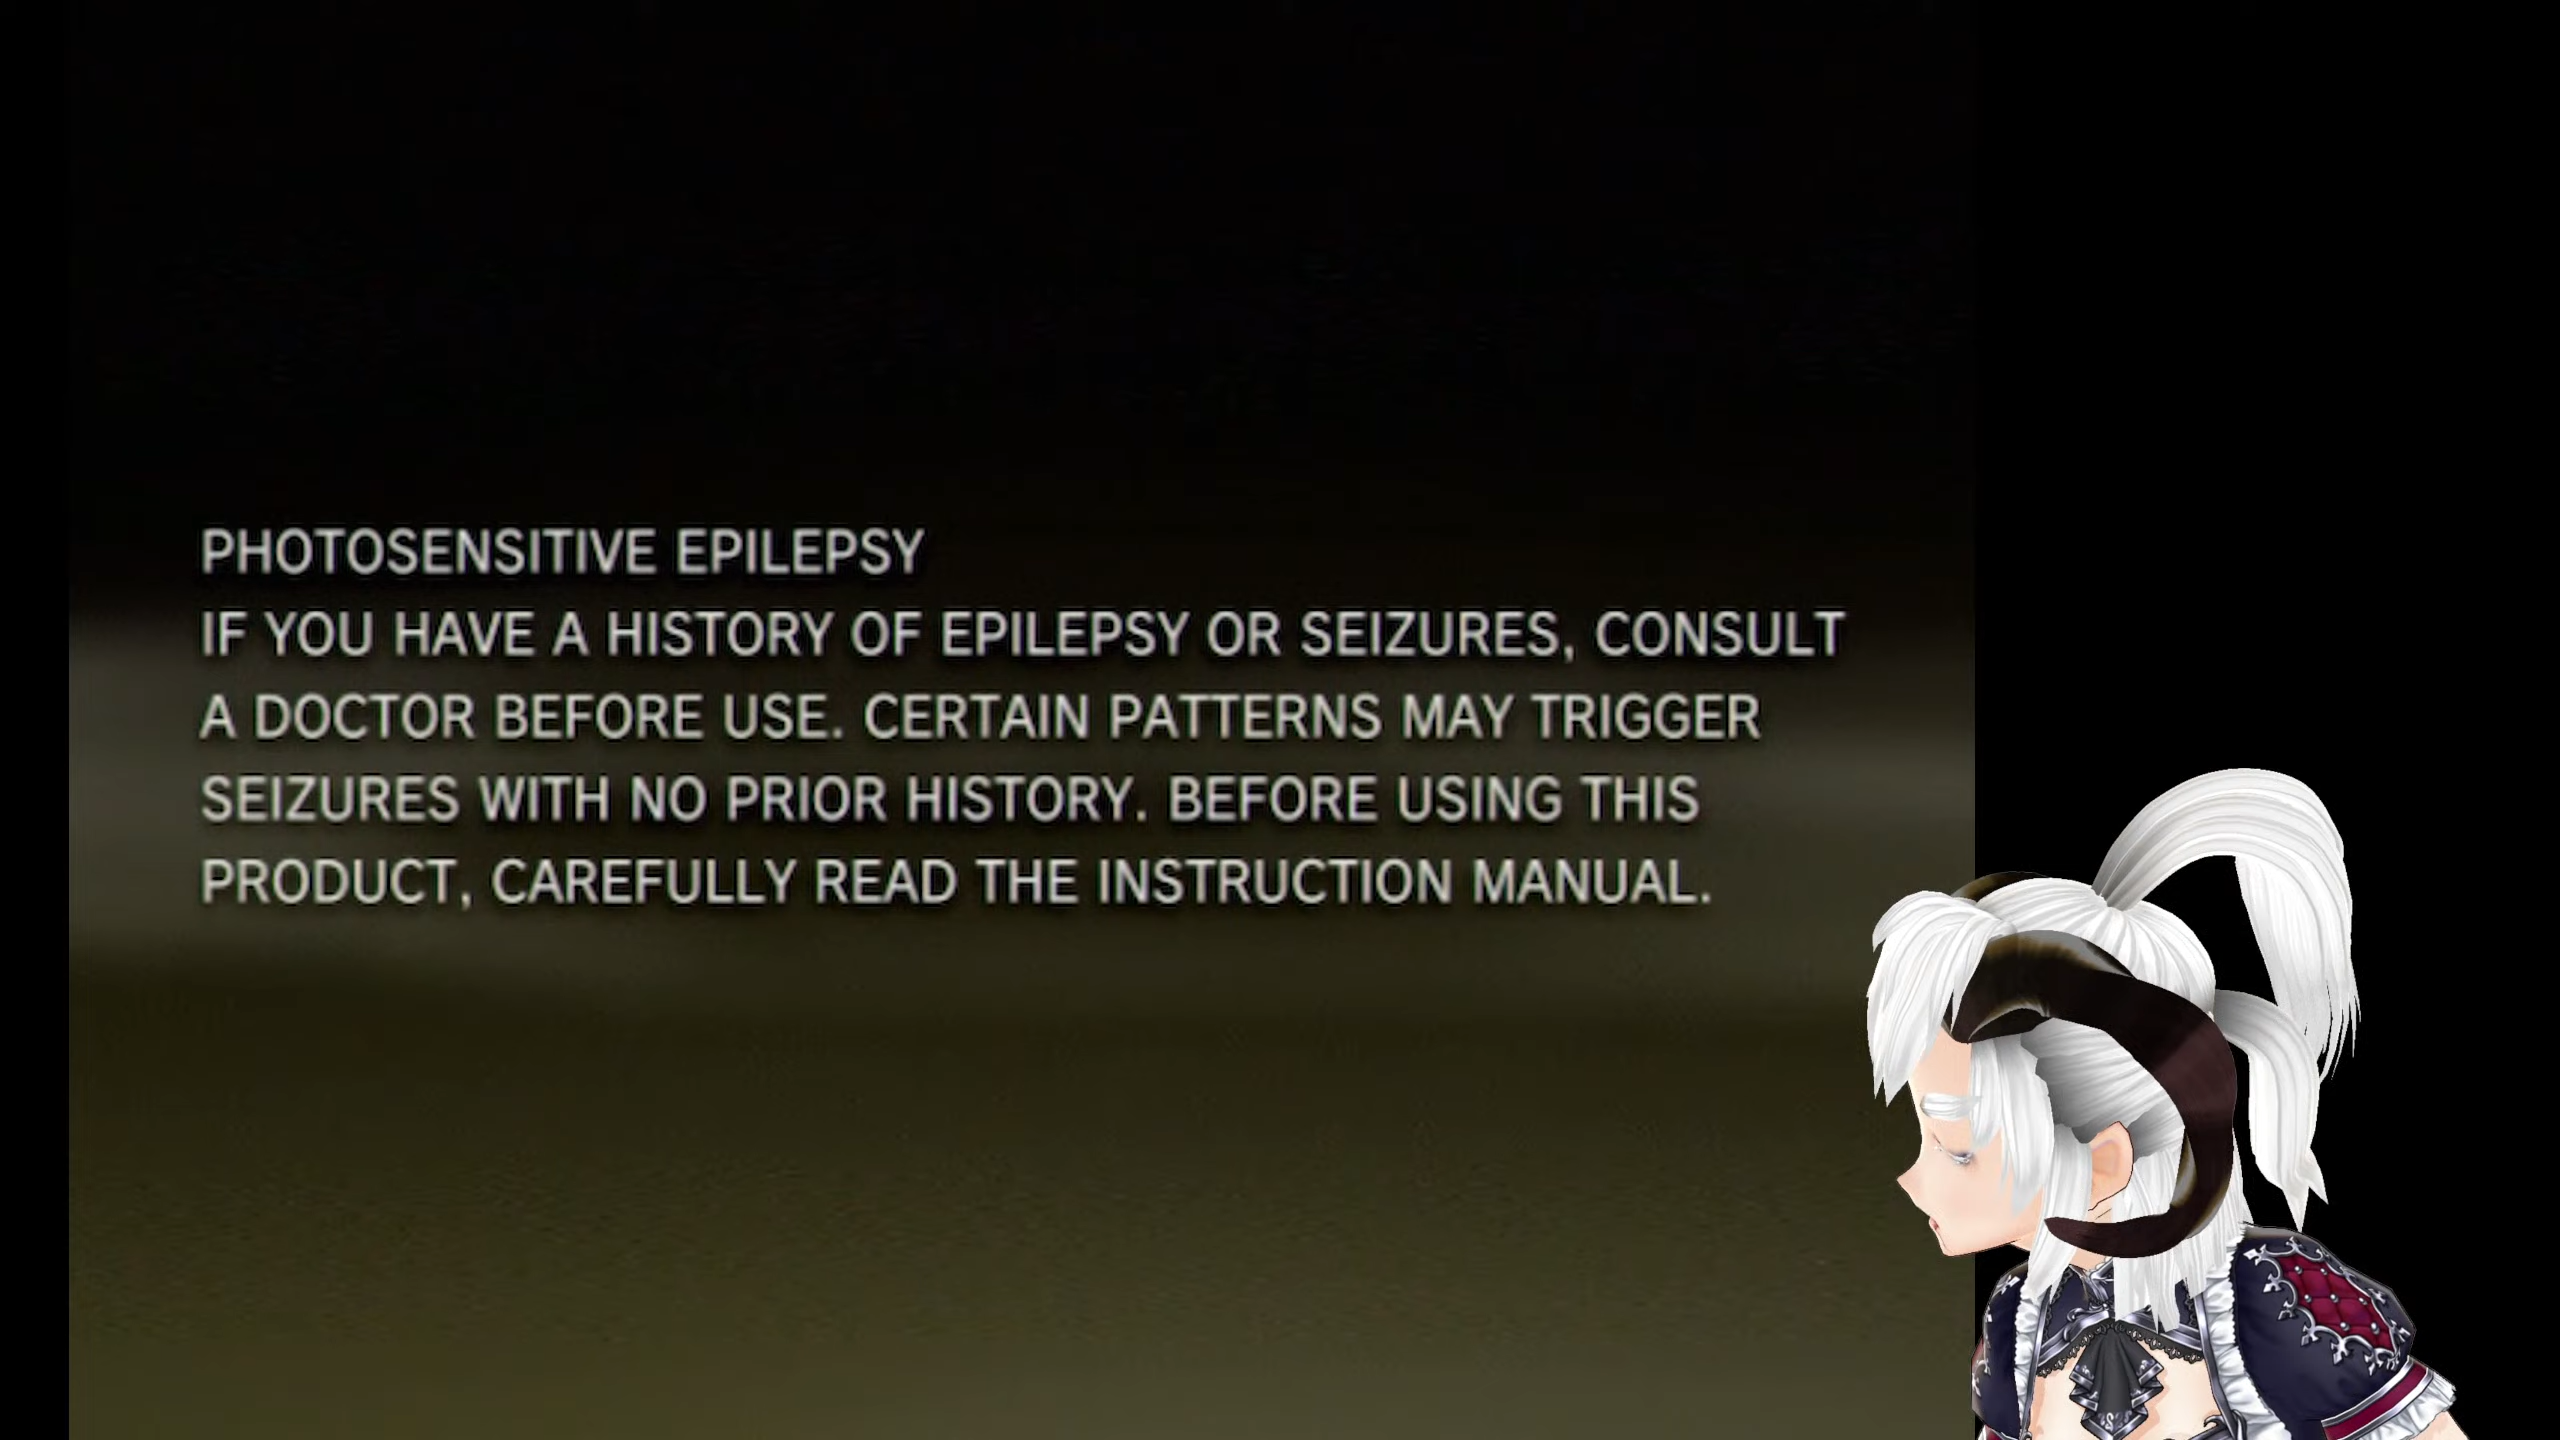 PHOTOSENSITIVE EPILEPSY
IF YOU HAVE A HISTORY OF EPILEPSY OR SEIZURES, CONSULT
A DOCTOR BEFORE USE. CERTAIN PATTERNS MAY TRIGGER
SEIZURES WITH NO PRIOR HISTORY. BEFORE USING THIS
PRODUCT, CAREFULLY READ THE INSTRUCTION MANUAL.